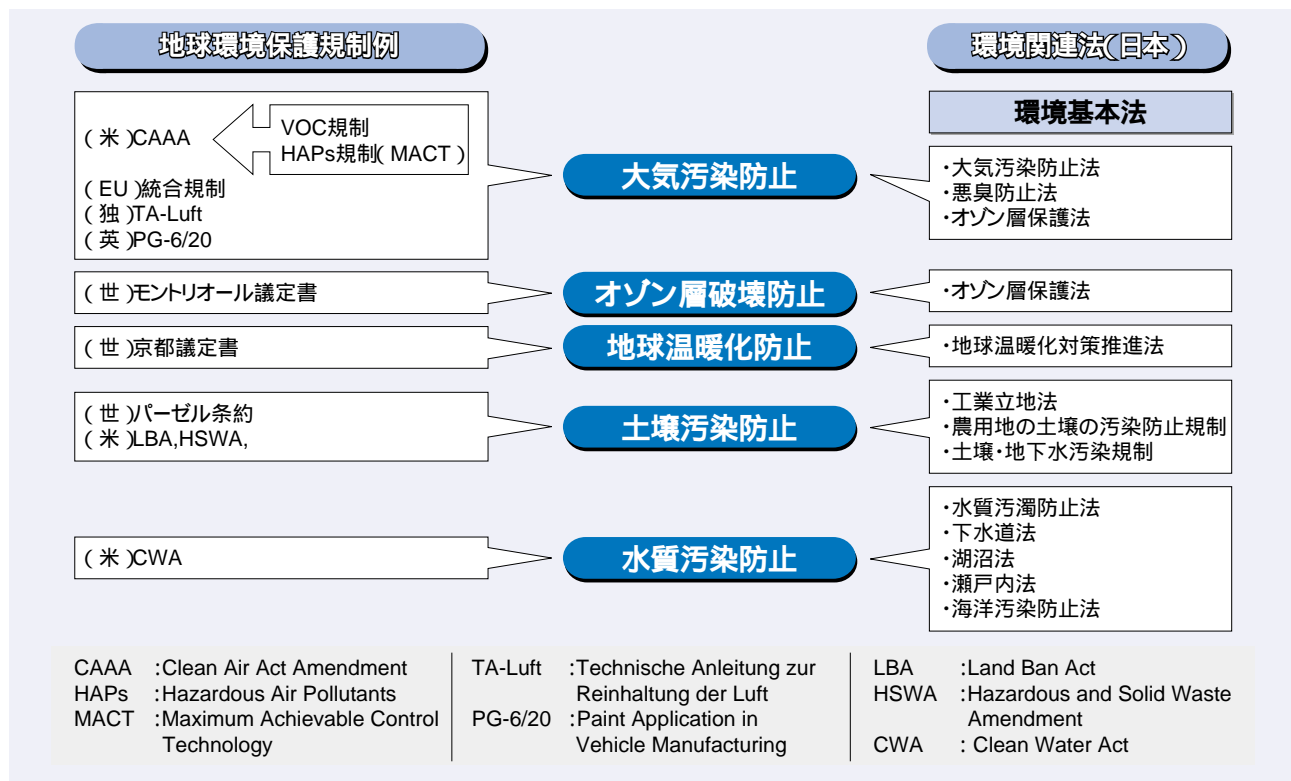 地球環境保護規制例
環境関連法(日本)
環境基本法
(米)CAAA
VOC規制
HAPs規制(MACT)
(EU)統合規制
(独)TA-Luft
(英)PG-6/20
大気汚染防止
・大気汚染防止法
・悪臭防止法
・オゾン層保護法
(世)モントリオール議定書
オゾン層破壊防止
・オゾン層保護法
(世)京都議定書
地球温暖化防止
・地球温暖化対策推進法
(世)バーゼル条約
(米)LBA,HSWA,
土壌汚染防止
・工業立地法
・農用地の土壌の汚染防止規制
・土壌・地下水汚染規制
(米)CWA
水質汚染防止
・水質汚濁防止法
・下水道法
・湖沼法
・瀬戸内法
・海洋汚染防止法
CAAA :Clean Air Act Amendment
HAPs :Hazardous Air Pollutants
MACT :Maximum Achievable Control
Technology
TA-Luft :Technische Anleitung zur
Reinhaltung der Luft
PG-6/20 :Paint Application in
Vehicle Manufacturing
LBA :Land Ban Act
HSWA :Hazardous and Solid Waste
Amendment
CWA : Clean Water Act